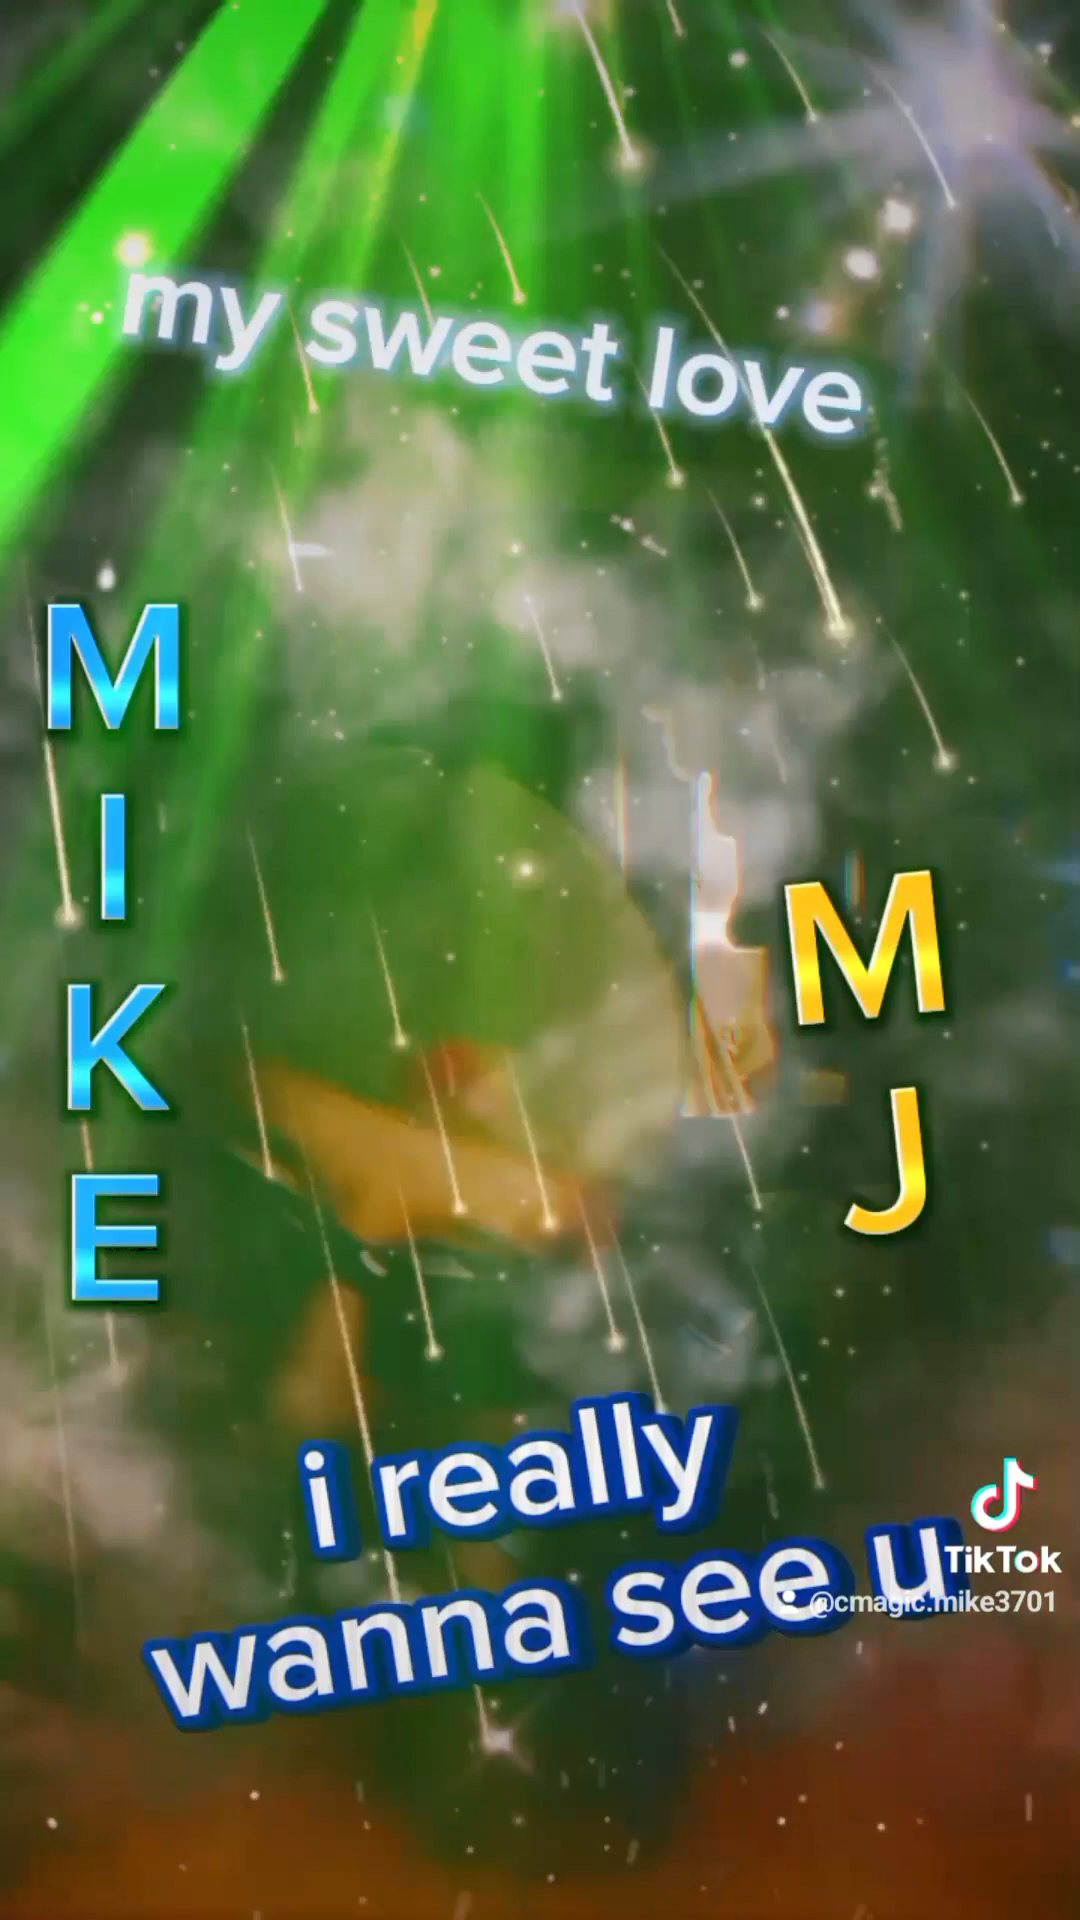 my sweet love
MIKE
MJ
i really
wanna see u
TikTok
@cmagic.mike3701